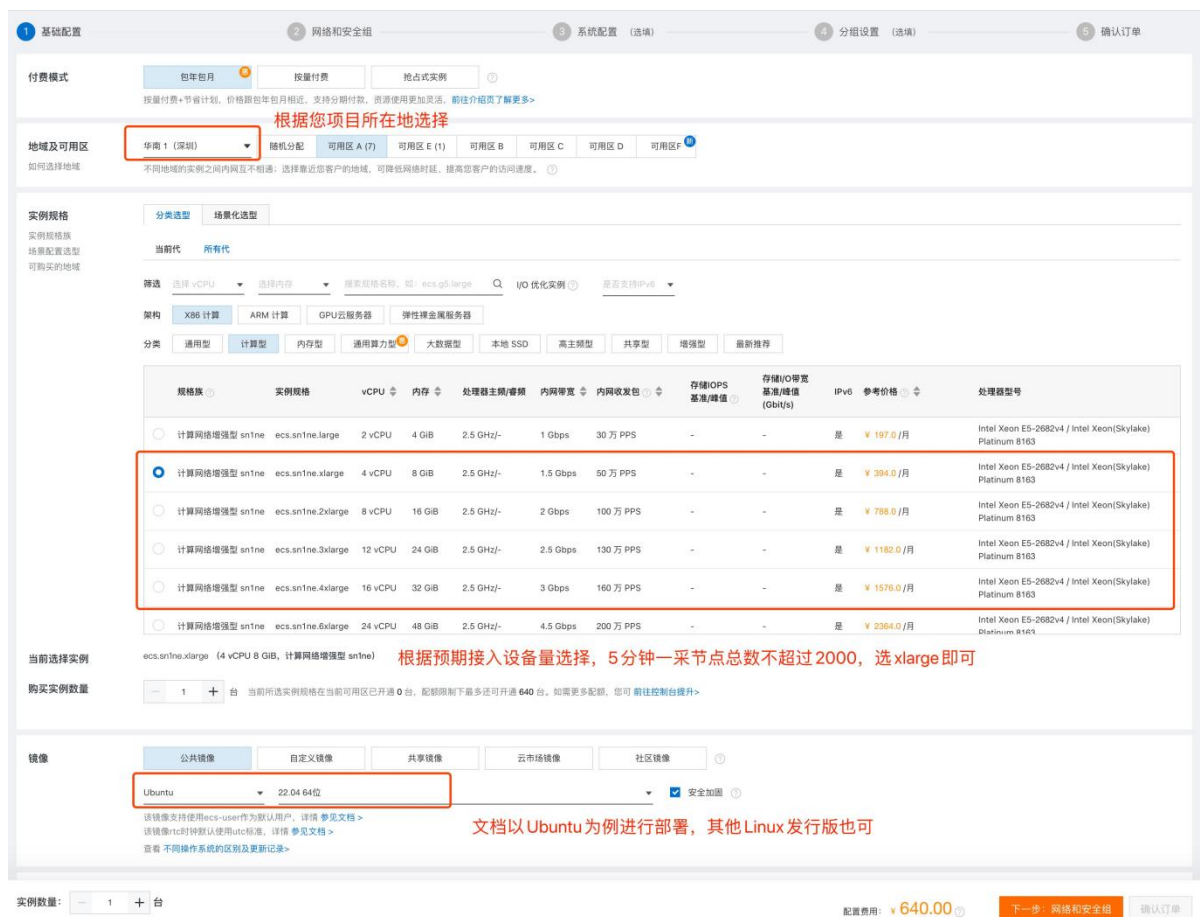 1 基础配置 2 网络和安全组 3 系统配置 (选填) 4 分组设置 (选填) 5 确认订单
付费模式 包年包月 惠 按量付费 抢占式实例
按量付费+节省计划，价格跟包年包月相近，支持分期付款，资源使用更加灵活，前往介绍页了解更多>
根据您项目所在地选择
地域及可用区 华南 1（深圳） 随机分配 可用区 A (7) 可用区 E (1) 可用区 B 可用区 C 可用区 D 可用区F 新
如何选择地域 不同地域的实例之间内网互不相通；选择靠近您客户的地域，可降低网络时延，提高您客户的访问速度。
实例规格 分类选型 场景化选型
实例规格族
场景配置选型 当前代 所有代
可购买的地域
筛选 选择 vCPU 选择内存 搜索规格名称，如：ecs.g5.large I/O 优化实例 是否支持IPv6
架构 X86 计算 ARM 计算 GPU云服务器 弹性裸金属服务器
分类 通用型 计算型 内存型 通用算力型 惠 大数据型 本地 SSD 高主频型 共享型 增强型 最新推荐
规格族 实例规格 vCPU 内存 处理器主频/睿频 内网带宽 内网收发包 存储IOPS 基准/峰值 存储I/O带宽 基准/峰值 (Gbit/s) IPv6 参考价格 处理器型号
计算网络增强型 sn1ne ecs.sn1ne.large 2 vCPU 4 GiB 2.5 GHz/- 1 Gbps 30 万 PPS - - 是 ¥ 197.0 /月 Intel Xeon E5-2682v4 / Intel Xeon(Skylake) Platinum 8163
计算网络增强型 sn1ne ecs.sn1ne.xlarge 4 vCPU 8 GiB 2.5 GHz/- 1.5 Gbps 50 万 PPS - - 是 ¥ 394.0 /月 Intel Xeon E5-2682v4 / Intel Xeon(Skylake) Platinum 8163
计算网络增强型 sn1ne ecs.sn1ne.2xlarge 8 vCPU 16 GiB 2.5 GHz/- 2 Gbps 100 万 PPS - - 是 ¥ 788.0 /月 Intel Xeon E5-2682v4 / Intel Xeon(Skylake) Platinum 8163
计算网络增强型 sn1ne ecs.sn1ne.3xlarge 12 vCPU 24 GiB 2.5 GHz/- 2.5 Gbps 130 万 PPS - - 是 ¥ 1182.0 /月 Intel Xeon E5-2682v4 / Intel Xeon(Skylake) Platinum 8163
计算网络增强型 sn1ne ecs.sn1ne.4xlarge 16 vCPU 32 GiB 2.5 GHz/- 3 Gbps 160 万 PPS - - 是 ¥ 1576.0 /月 Intel Xeon E5-2682v4 / Intel Xeon(Skylake) Platinum 8163
计算网络增强型 sn1ne ecs.sn1ne.6xlarge 24 vCPU 48 GiB 2.5 GHz/- 4.5 Gbps 200 万 PPS - - 是 ¥ 2364.0 /月 Intel Xeon E5-2682v4 / Intel Xeon(Skylake) Platinum 8163
当前选择实例 ecs.sn1ne.xlarge （4 vCPU 8 GiB，计算网络增强型 sn1ne） 根据预期接入设备量选择，5分钟一采节点总数不超过2000，选xlarge即可
购买实例数量 — 1 + 台 当前所选实例规格在当前可用区已开通 0 台，配额限制下最多还可开通 640 台。如需更多配额，您可 前往控制台提升>
镜像 公共镜像 自定义镜像 共享镜像 云市场镜像 社区镜像
Ubuntu 22.04 64位 安全加固
该镜像支持使用ecs-user作为默认用户，详情 参见文档 >
该镜像rtc时钟默认使用utc标准，详情 参见文档 >
文档以Ubuntu为例进行部署，其他Linux发行版也可
查看 不同操作系统的区别及更新记录>
实例数量: — 1 + 台 配置费用: ¥ 640.00 下一步：网络和安全组 确认订单